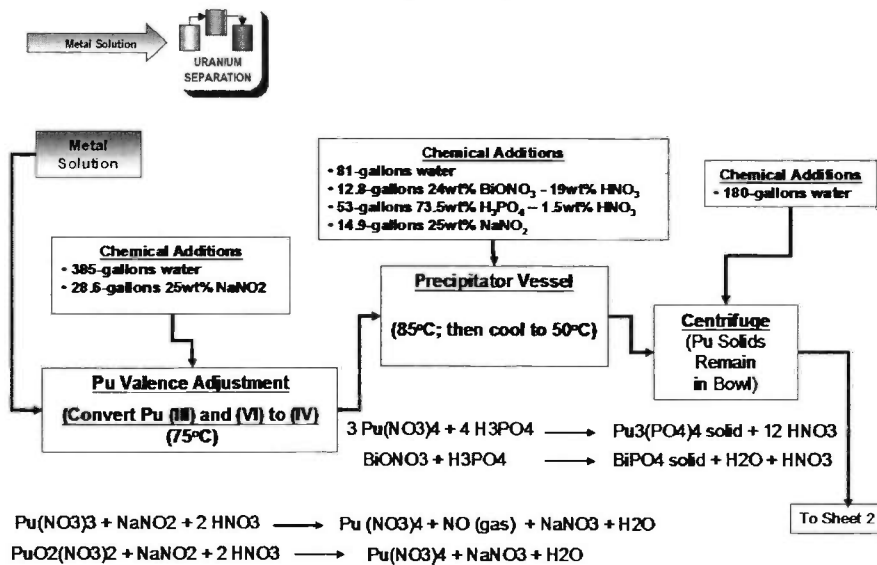 Metal Solution
URANIUM
SEPARATION
Metal
Solution
Chemical Additions
• 385-gallons water
• 28.6-gallons 25wt% NaNO2
Chemical Additions
• 81-gallons water
• 12.8-gallons 24wt% BiONO₃ – 19wt% HNO₃
• 53-gallons 73.5wt% H₃PO₄ – 1.5wt% HNO₃
• 14.9-gallons 25wt% NaNO₂
Chemical Additions
• 180-gallons water
Pu Valence Adjustment
(Convert Pu (III) and (VI) to (IV)
(75°C)
Precipitator Vessel
(85°C; then cool to 50°C)
Centrifuge
(Pu Solids
Remain
in Bowl)
3 Pu(NO3)4 + 4 H3PO4 → Pu3(PO4)4 solid + 12 HNO3
BiONO3 + H3PO4 → BiPO4 solid + H2O + HNO3
Pu(NO3)3 + NaNO2 + 2 HNO3 → Pu (NO3)4 + NO (gas) + NaNO3 + H2O
PuO2(NO3)2 + NaNO2 + 2 HNO3 → Pu(NO3)4 + NaNO3 + H2O
To Sheet 2